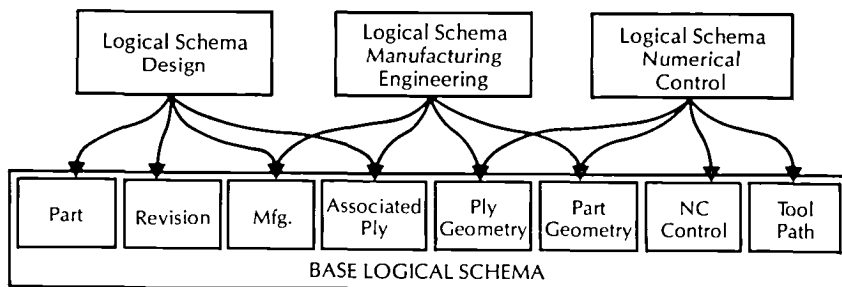 Logical Schema
Design
Logical Schema
Manufacturing
Engineering
Logical Schema
Numerical
Control
Part
Revision
Mfg.
Associated
Ply
Ply
Geometry
Part
Geometry
NC
Control
Tool
Path
BASE LOGICAL SCHEMA